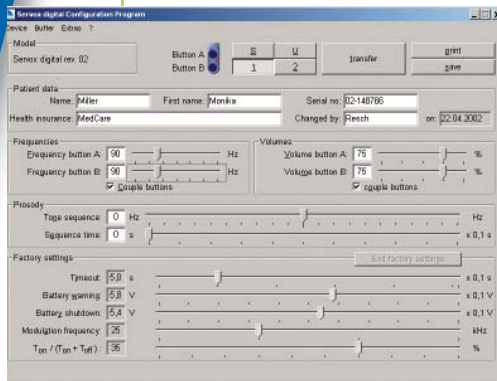 Servox digital Configuration Program
Device Buffer Extras ?
Model
Servox digital rev. 02
Button A
Button B
S U
1 2
transfer
print
save
Patient data
Name: Miller First name: Monika Serial no: 02-148766
Health insurance: MedCare Changed by: Resch on: 22.04.2002
Frequencies
Frequency button A: 90 Hz
Frequency button B: 90 Hz
Couple buttons
Volumes
Volume button A: 75 %
Volume button B: 75 %
couple buttons
Prosody
Tone sequence: 0 Hz Hz
Sequence time: 0 s x 0,1 s
Factory settings
Exit factory settings
Timeout: 5,0 s x 0,1 s
Battery warning: 5,8 V x 0,1 V
Battery shutdown: 5,4 V x 0,1 V
Modulation frequency: 25 kHz
Ton / (Ton + Toff) : 35 %